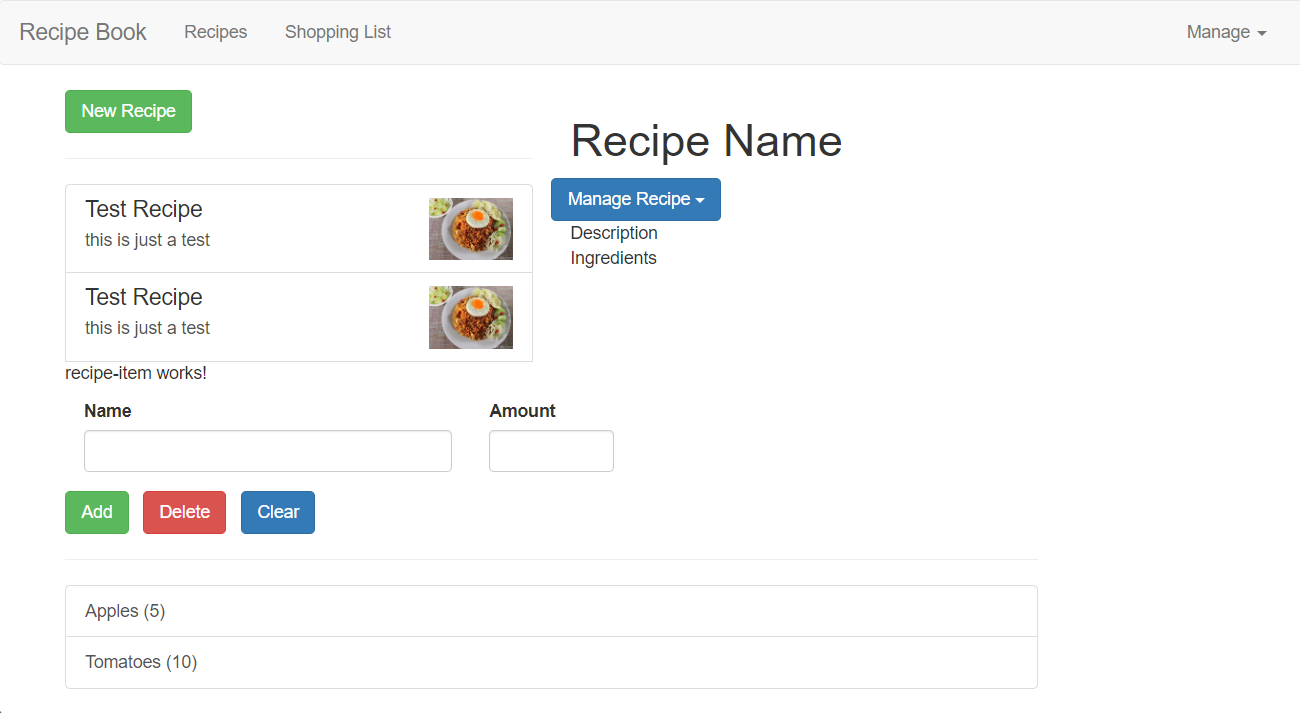 Recipe Book Recipes Shopping List Manage
New Recipe
Recipe Name
Manage Recipe
Description
Ingredients
Test Recipe
this is just a test
Test Recipe
this is just a test
recipe-item works!
Name Amount
Add Delete Clear
Apples (5)
Tomatoes (10)